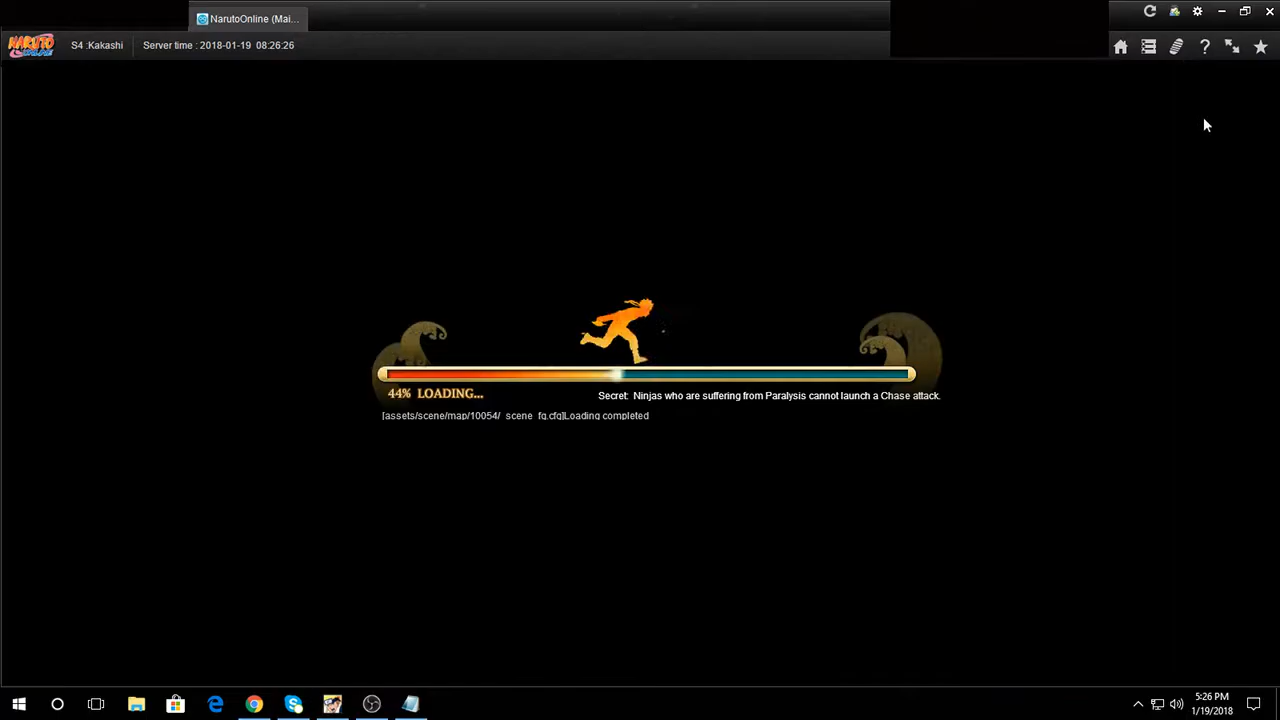 NarutoOnline (Mai...
NARUTO
ONLINE
S4 :Kakashi
Server time : 2018-01-19 08:26:26
44% LOADING...
Secret: Ninjas who are suffering from Paralysis cannot launch a Chase attack.
[assets/scene/map/10054/_scene_fg.cfg]Loading completed
5:26 PM
1/19/2018